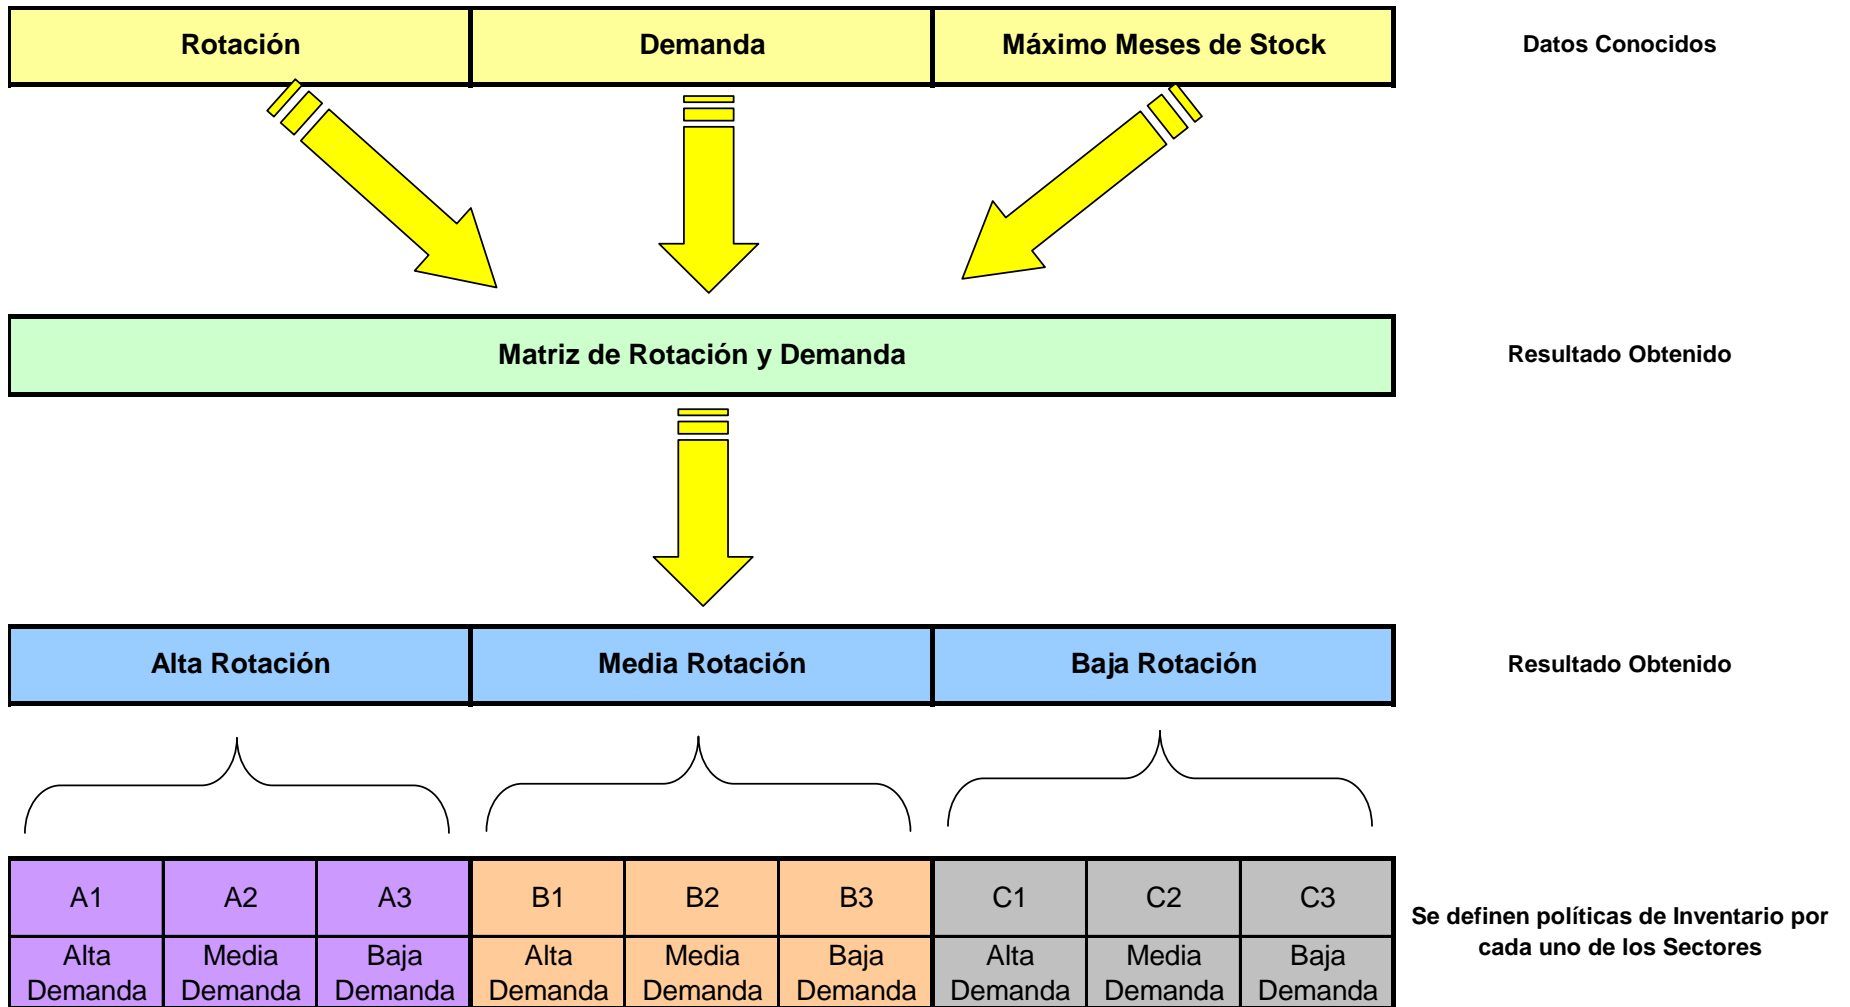 Rotación
Demanda
Máximo Meses de Stock
Datos Conocidos
Matriz de Rotación y Demanda
Resultado Obtenido
Alta Rotación
Media Rotación
Baja Rotación
Resultado Obtenido
A1
A2
A3
B1
B2
B3
C1
C2
C3
Alta
Demanda
Media
Demanda
Baja
Demanda
Alta
Demanda
Media
Demanda
Baja
Demanda
Alta
Demanda
Media
Demanda
Baja
Demanda
Se definen políticas de Inventario por
cada uno de los Sectores